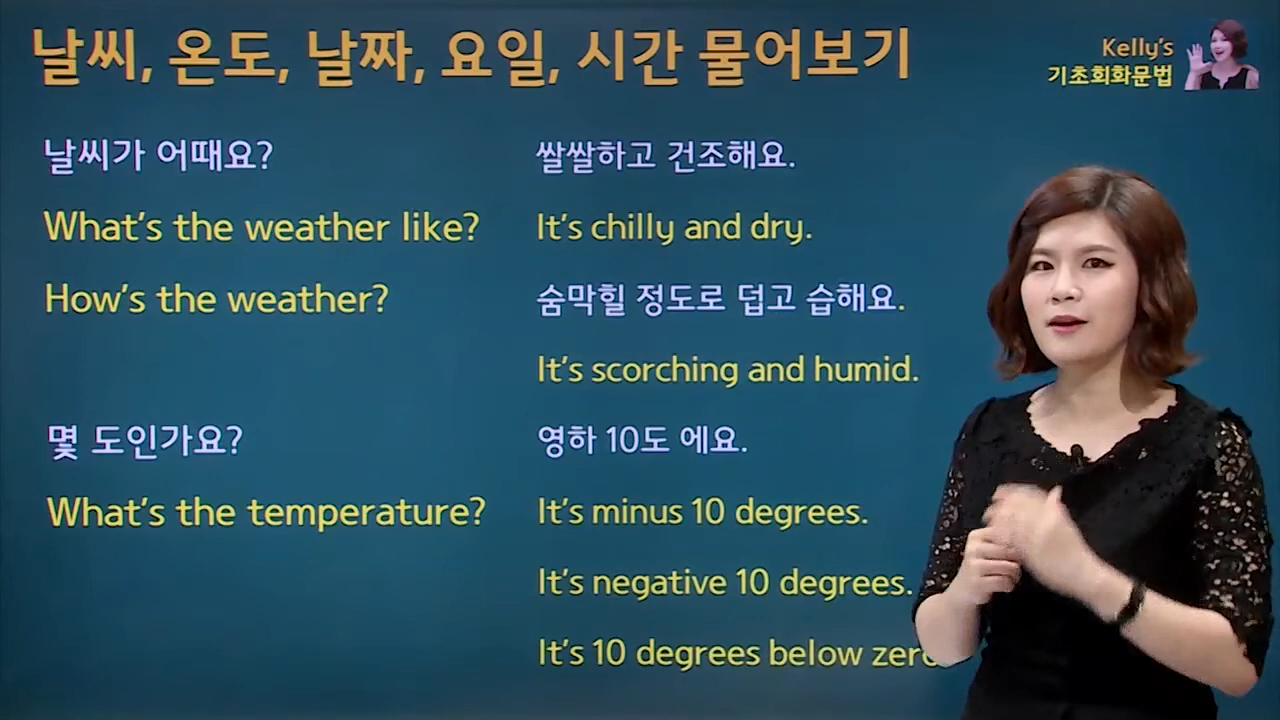 날씨, 온도, 날짜, 요일, 시간 물어보기
Kelly's
기초회화문법
날씨가 어때요?
What's the weather like?
How's the weather?
쌀쌀하고 건조해요.
It's chilly and dry.
숨막힐 정도로 덥고 습해요.
It's scorching and humid.
몇 도인가요?
What's the temperature?
영하 10도 에요.
It's minus 10 degrees.
It's negative 10 degrees.
It's 10 degrees below zero